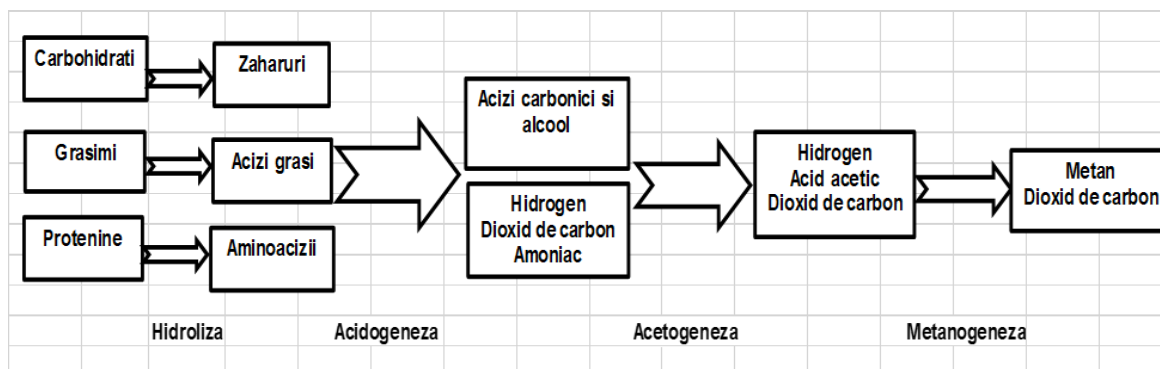 Carbohidrati
Zaharuri
Grasimi
Acizi grasi
Protenine
Aminoacizii
Acizi carbonici si
alcool
Hidrogen
Dioxid de carbon
Amoniac
Hidrogen
Acid acetic
Dioxid de carbon
Metan
Dioxid de carbon
Hidroliza
Acidogeneza
Acetogeneza
Metanogeneza